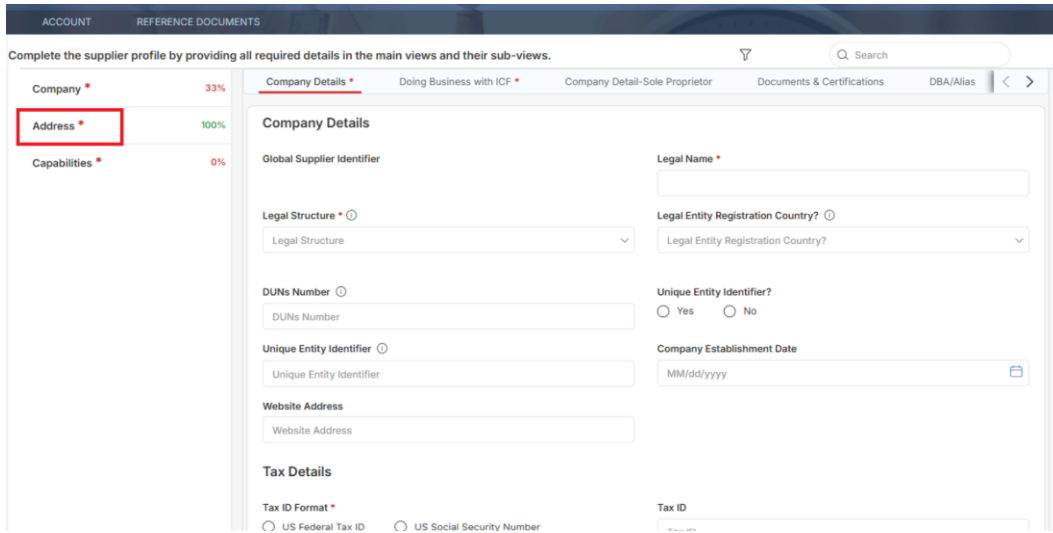 ACCOUNT REFERENCE DOCUMENTS
Complete the supplier profile by providing all required details in the main views and their sub-views.
Search
Company * 33%
Address * 100%
Capabilities * 0%
Company Details * Doing Business with ICF * Company Detail-Sole Proprietor Documents & Certifications DBA/Alias
Company Details
Global Supplier Identifier Legal Name *
Legal Structure * Legal Entity Registration Country?
Legal Structure Legal Entity Registration Country?
DUNs Number Unique Entity Identifier?
DUNs Number Yes No
Unique Entity Identifier Company Establishment Date
Unique Entity Identifier MM/dd/yyyy
Website Address
Website Address
Tax Details
Tax ID Format * Tax ID
US Federal Tax ID US Social Security Number Tax ID